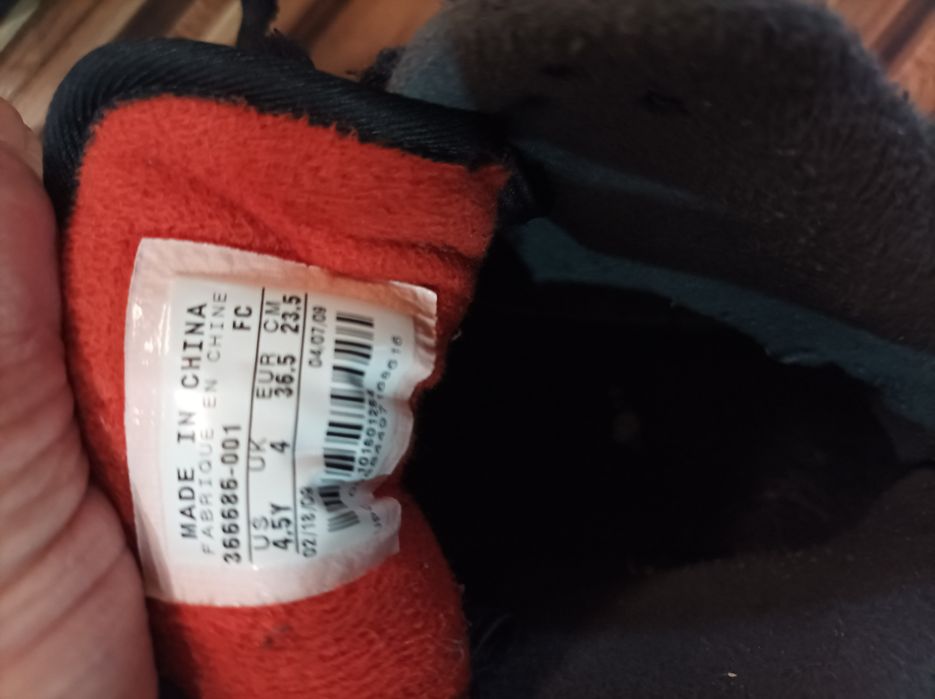 MADE IN CHINA
FABRIQUE EN CHINE
366686-001 FC
US UK EUR CM
4.5Y 4 36.5 23.5
02/18/09 04/07/09